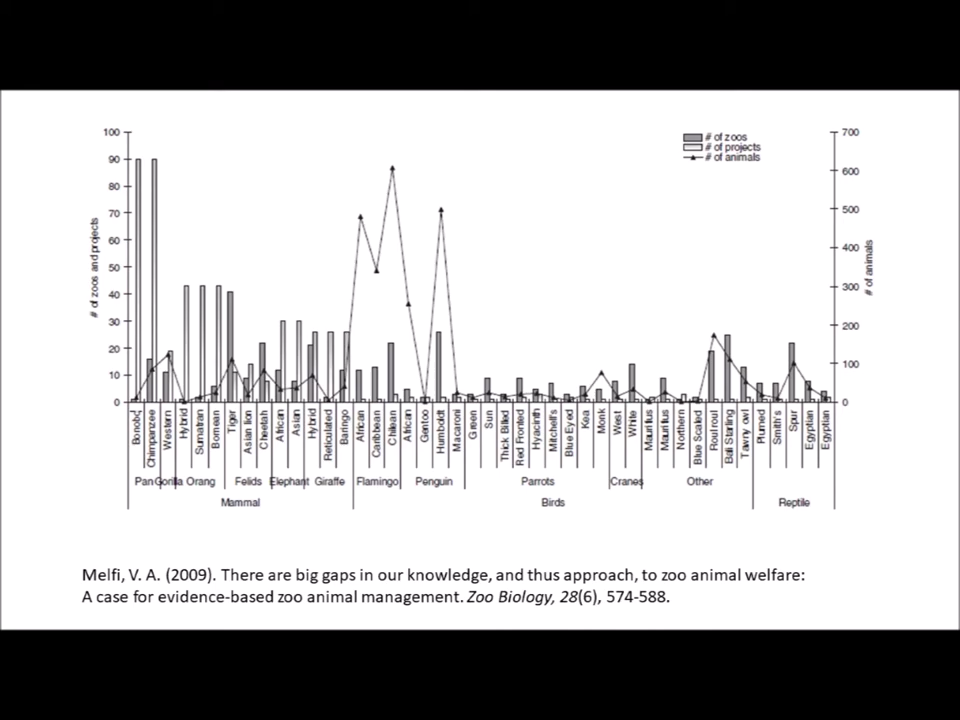 100
90
80
70
60
50
40
30
20
10
0
# of zoos and projects
# of zoos
# of projects
# of animals
700
600
500
400
300
200
100
0
# of animals
Bonobo
Chimpanzee
Western
Hybrid
Sumatran
Bornean
Tiger
Asian lion
Cheetah
African
Asian
Hybrid
Reticulated
Baringo
African
Caribbean
Chilean
African
Gentoo
Humboldt
Macaroni
Green
Sun
Thick Billed
Red Fronted
Hyacinth
Mitchell's
Blue Eyed
Kea
Monk
West
White
Mauritius
Mauritius
Northern
Blue Scaled
Roul roul
Bali Starling
Tawny owl
Plumed
Smith's
Spur
Egyptian
Egyptian
Pan Gorilla Orang Felids Elephant Giraffe Flamingo Penguin Parrots Cranes Other
Mammal Birds Reptile
Melfi, V. A. (2009). There are big gaps in our knowledge, and thus approach, to zoo animal welfare:
A case for evidence-based zoo animal management. Zoo Biology, 28(6), 574-588.